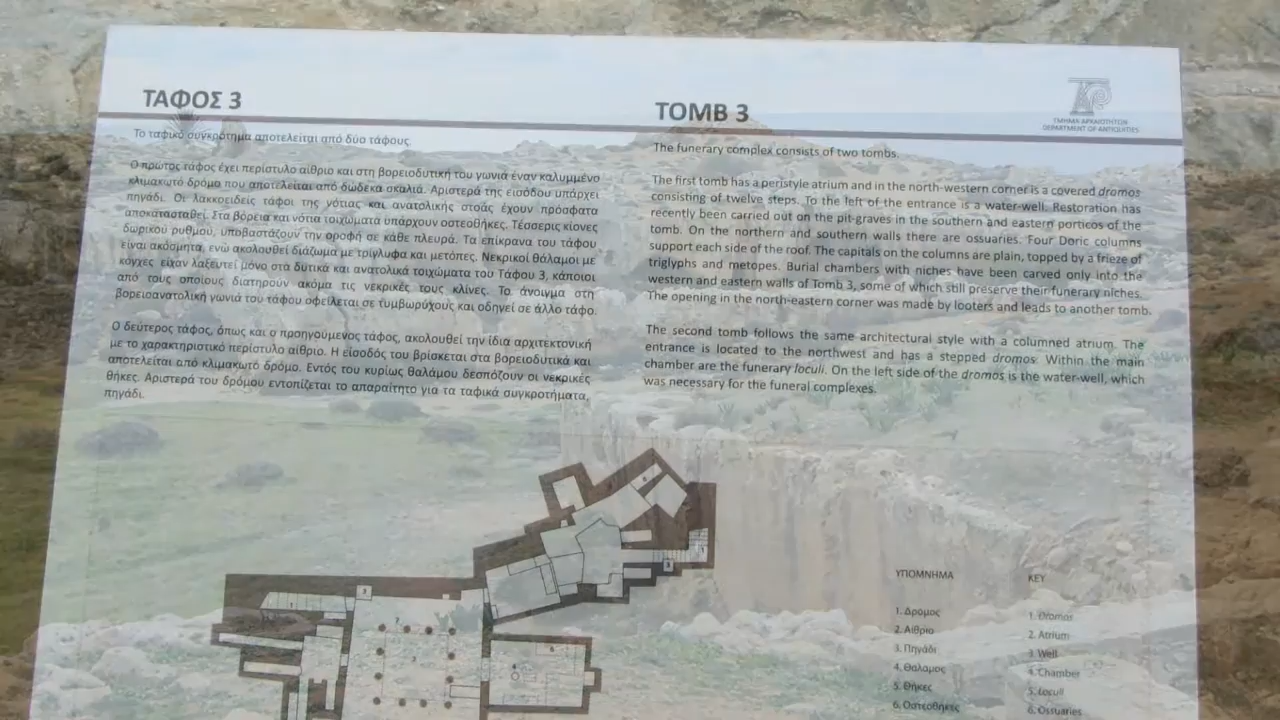 ΤΑΦΟΣ 3
Το ταφικό συγκρότημα αποτελείται από δύο τάφους.
Ο πρώτος τάφος έχει περίστυλο αίθριο και στη βορειοδυτική του γωνιά έναν καλυμμένο
κλιμακωτό δρόμο που αποτελείται από δώδεκα σκαλιά. Αριστερά της εισόδου υπάρχει
πηγάδι. Οι λακκοειδείς τάφοι της νότιας και ανατολικής στοάς έχουν πρόσφατα
αποκατασταθεί. Στα βόρεια και νότια τοιχώματα υπάρχουν οστεοθήκες. Τέσσερις κίονες
δωρικού ρυθμού, υποβαστάζουν την οροφή σε κάθε πλευρά. Τα επίκρανα του τάφου
είναι ακόσμητα, ενώ ακολουθεί διάζωμα με τρίγλυφα και μετόπες. Νεκρικοί θάλαμοι με
κόγχες είχαν λαξευτεί μόνο στα δυτικά και ανατολικά τοιχώματα του Τάφου 3, κάποιοι
από τους οποίους διατηρούν ακόμα τις νεκρικές τους κλίνες. Το άνοιγμα στη
βορειοανατολική γωνιά του τάφου οφείλεται σε τυμβωρύχους και οδηγεί σε άλλο τάφο.
Ο δεύτερος τάφος, όπως και ο προηγούμενος τάφος, ακολουθεί την ίδια αρχιτεκτονική
με το χαρακτηριστικό περίστυλο αίθριο. Η είσοδός του βρίσκεται στα βορειοδυτικά και
αποτελείται από κλιμακωτό δρόμο. Εντός του κυρίως θαλάμου δεσπόζουν οι νεκρικές
θήκες. Αριστερά του δρόμου εντοπίζεται το απαραίτητο για τα ταφικά συγκροτήματα,
πηγάδι.
TOMB 3
ΤΜΗΜΑ ΑΡΧΑΙΟΤΗΤΩΝ
DEPARTMENT OF ANTIQUITIES
The funerary complex consists of two tombs.
The first tomb has a peristyle atrium and in the north-western corner is a covered dromos
consisting of twelve steps. To the left of the entrance is a water-well. Restoration has
recently been carried out on the pit-graves in the southern and eastern porticos of the
tomb. On the northern and southern walls there are ossuaries. Four Doric columns
support each side of the roof. The capitals on the columns are plain, topped by a frieze of
triglyphs and metopes. Burial chambers with niches have been carved only into the
western and eastern walls of Tomb 3, some of which still preserve their funerary niches.
The opening in the north-eastern corner was made by looters and leads to another tomb.
The second tomb follows the same architectural style with a columned atrium. The
entrance is located to the northwest and has a stepped dromos. Within the main
chamber are the funerary loculi. On the left side of the dromos is the water-well, which
was necessary for the funeral complexes.
ΥΠΟΜΝΗΜΑ
1. Δρόμος
2. Αίθριο
3. Πηγάδι
4. Θάλαμος
5. Θήκες
6. Οστεοθήκες
KEY
1. Dromos
2. Atrium
3. Well
4. Chamber
5. Loculi
6. Ossuaries